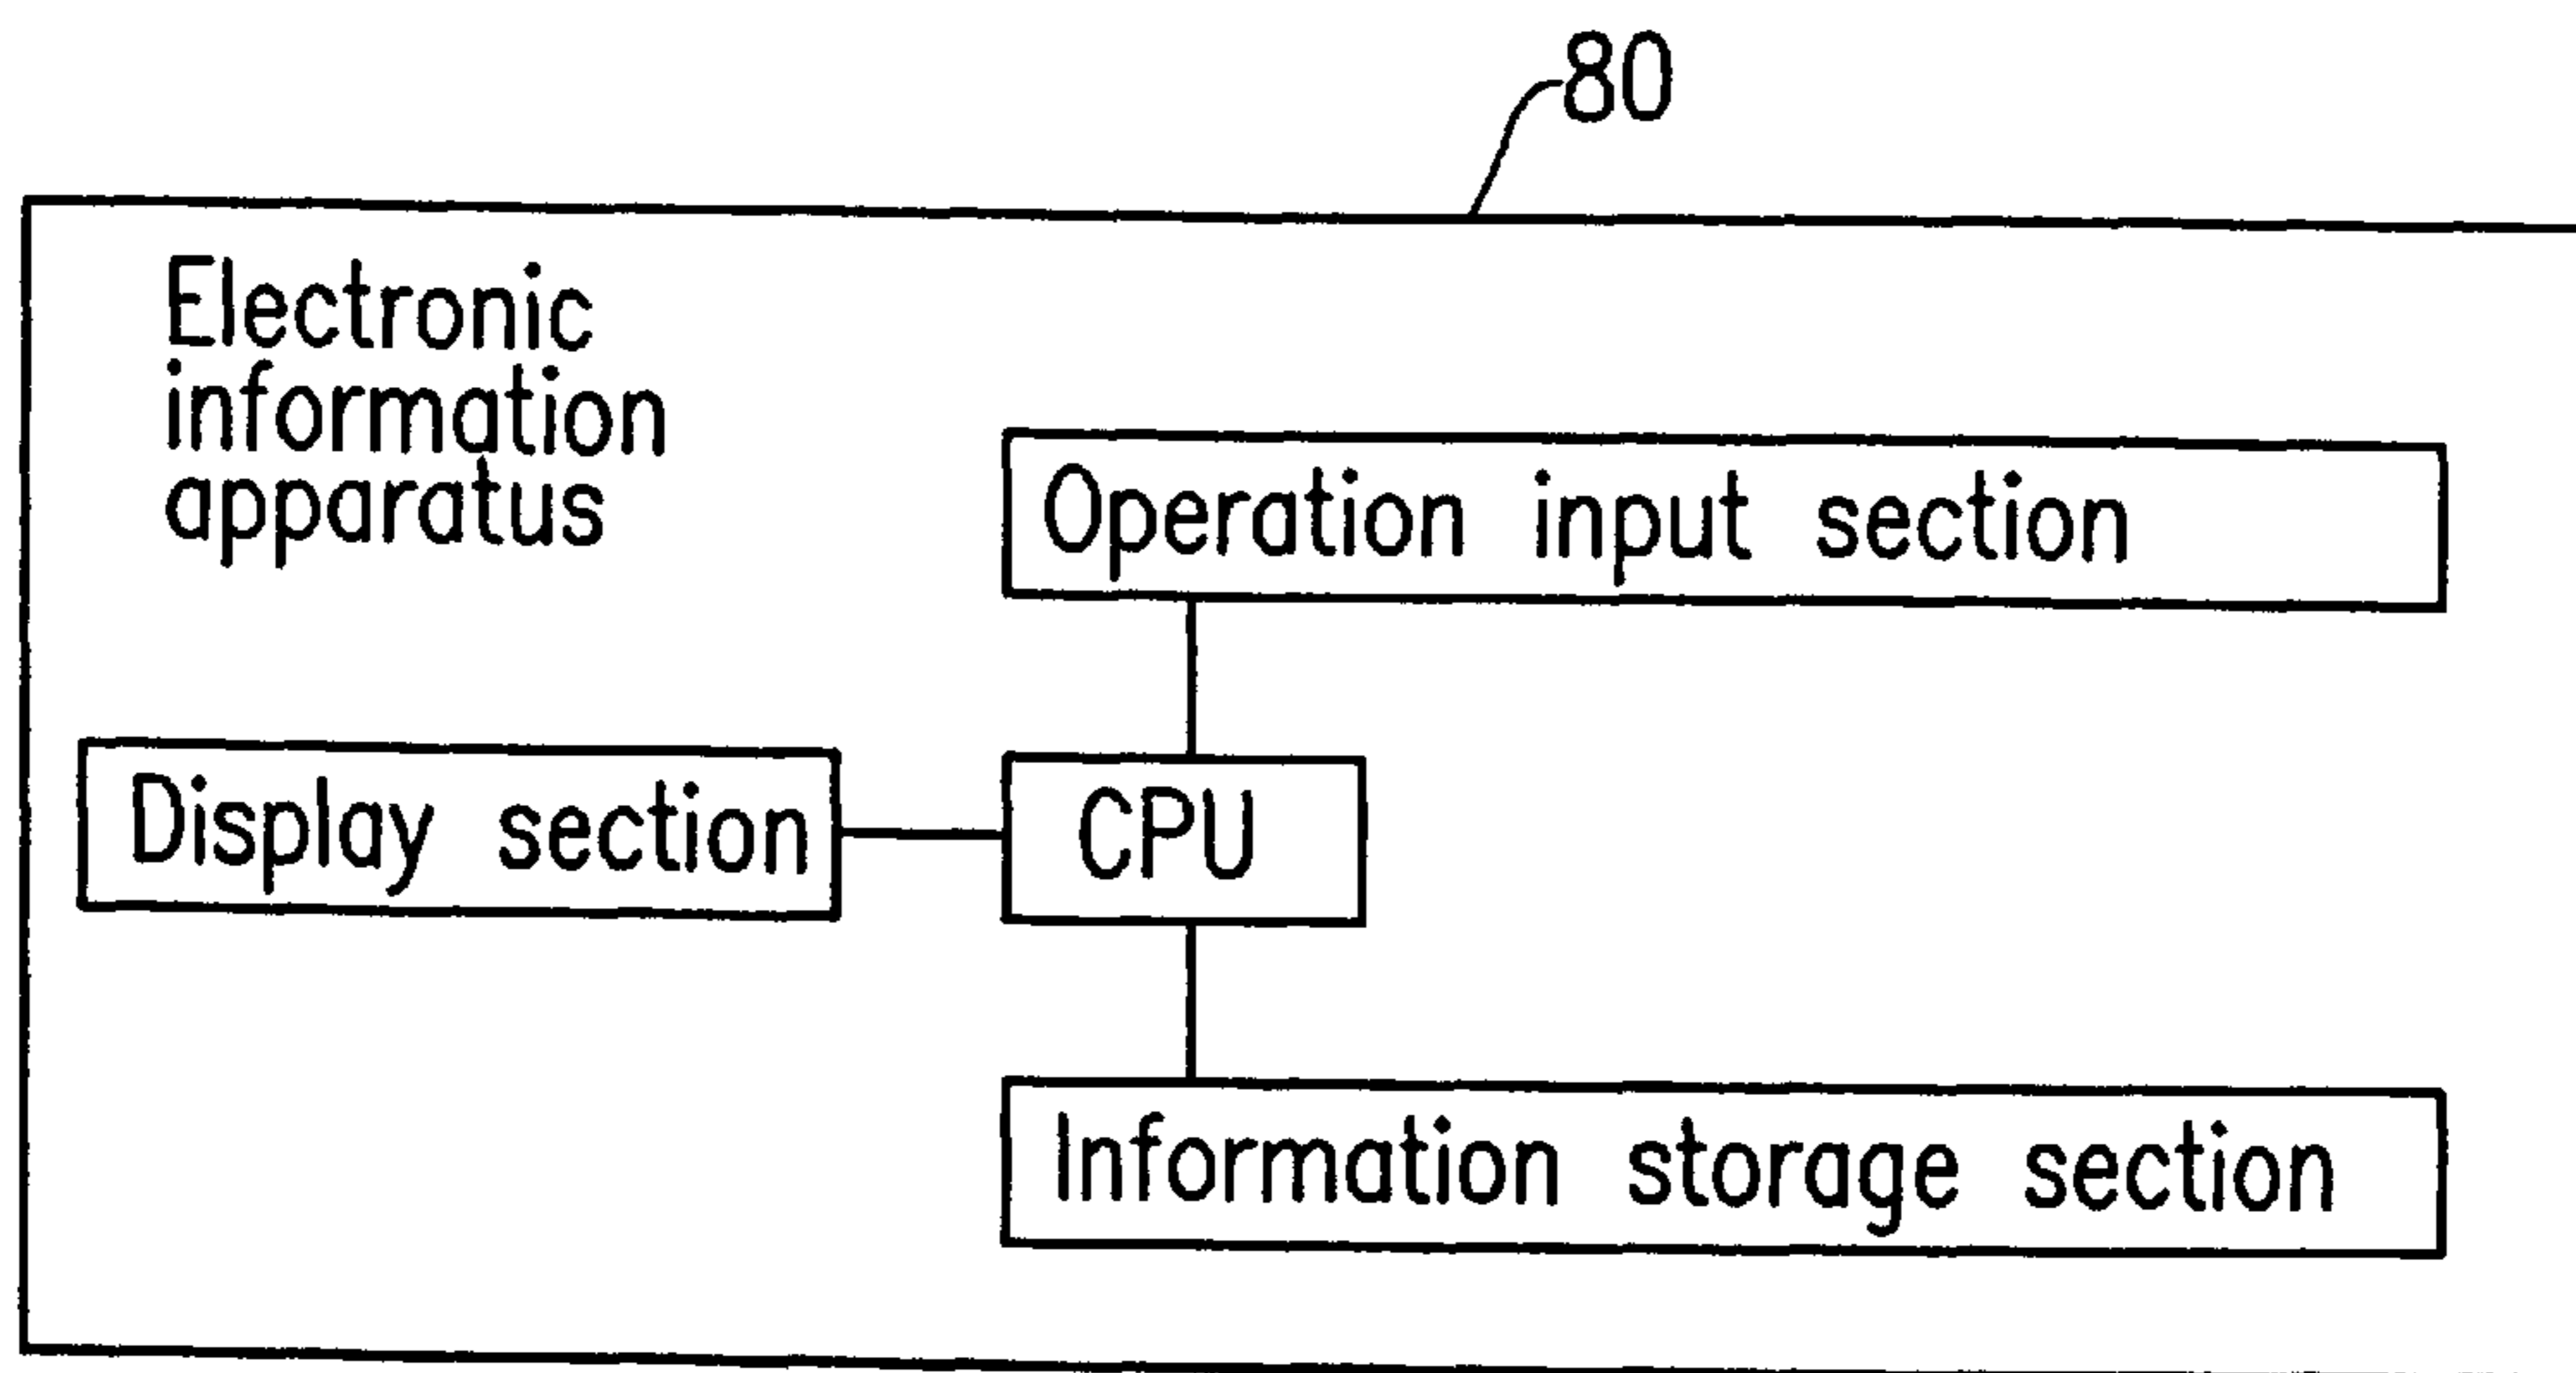 80
Electronic
information
apparatus
Operation input section
Display section
CPU
Information storage section